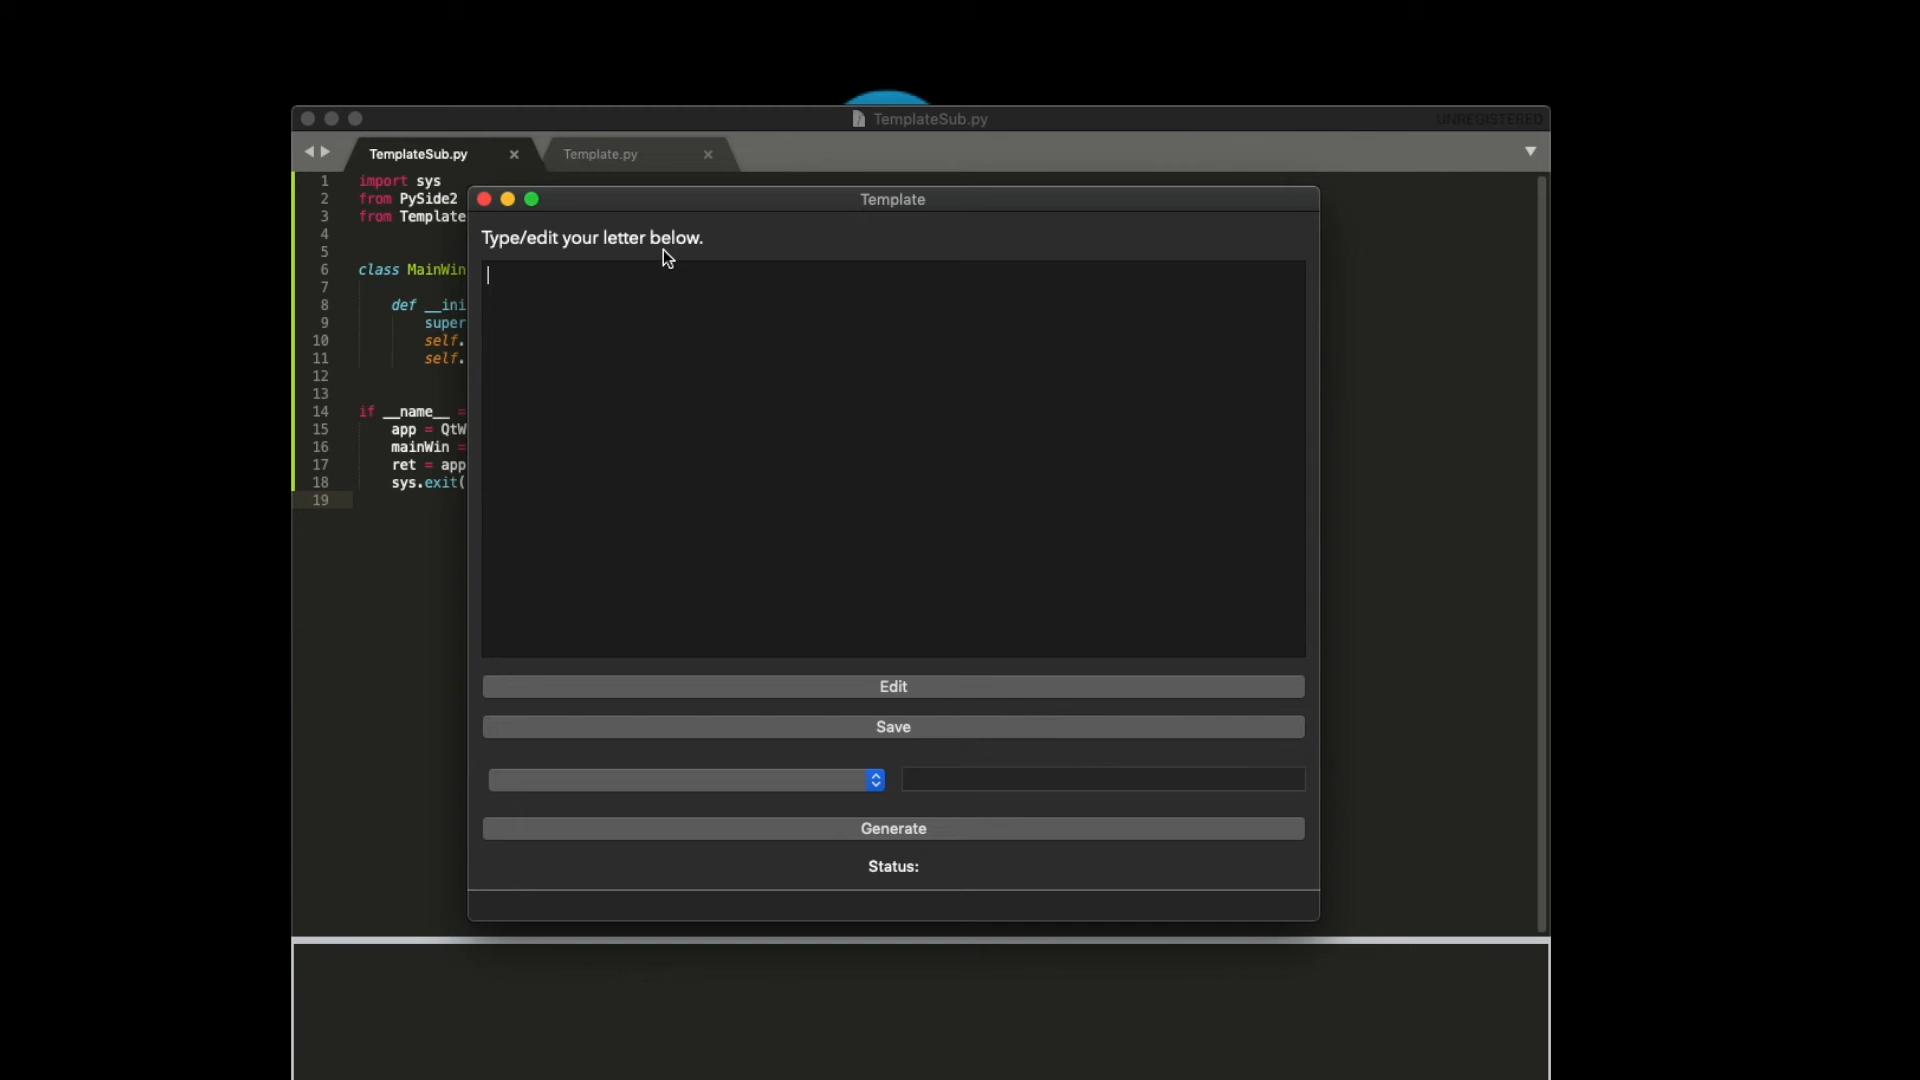 TemplateSub.py
UNREGISTERED
TemplateSub.py
Template.py
1 import sys
2 from PySide2
3 from Template
4
5
6 class MainWin
7
8 def __ini
9 super
10 self.
11 self.
12
13
14 if __name__ =
15 app = QtW
16 mainWin =
17 ret = app
18 sys.exit(
19
Template
Type/edit your letter below.
Edit
Save
Generate
Status: